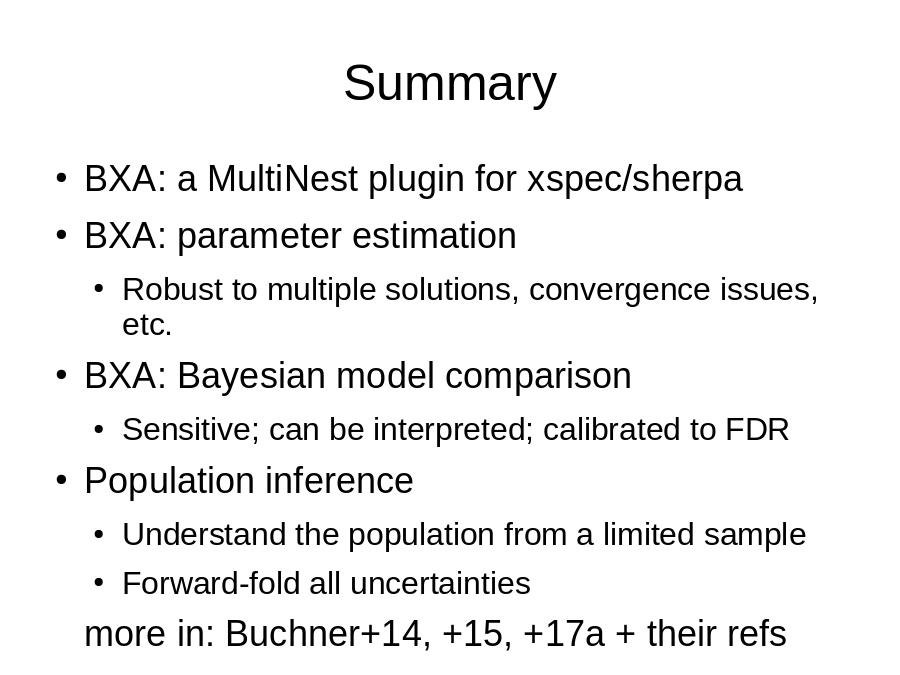 Summary
• BXA: a MultiNest plugin for xspec/sherpa
• BXA: parameter estimation
• Robust to multiple solutions, convergence issues,
etc.
• BXA: Bayesian model comparison
• Sensitive; can be interpreted; calibrated to FDR
• Population inference
• Understand the population from a limited sample
• Forward-fold all uncertainties
more in: Buchner+14, +15, +17a + their refs